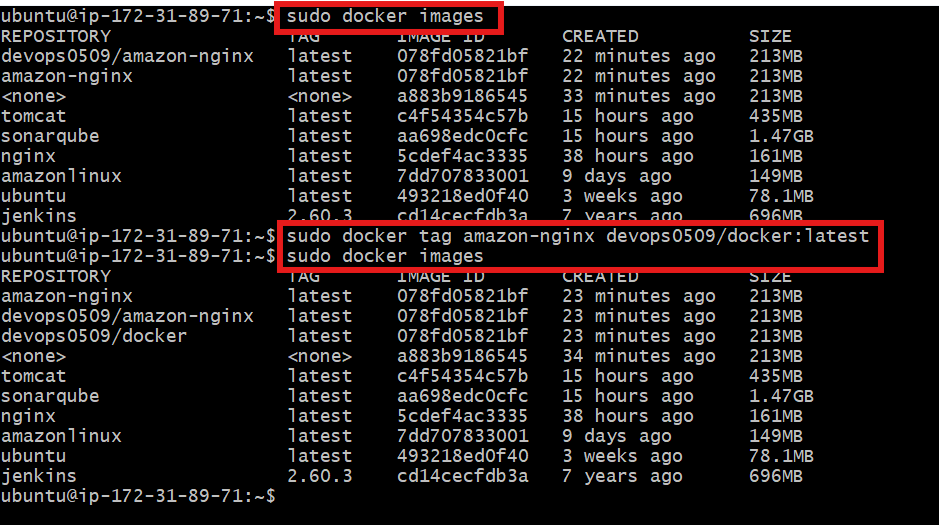 ubuntu@ip-172-31-89-71:~$ sudo docker images
REPOSITORY TAG IMAGE ID CREATED SIZE
devops0509/amazon-nginx latest 078fd05821bf 22 minutes ago 213MB
amazon-nginx latest 078fd05821bf 22 minutes ago 213MB
<none> <none> a883b9186545 33 minutes ago 213MB
tomcat latest c4f54354c57b 15 hours ago 435MB
sonarqube latest aa698edc0cfc 15 hours ago 1.47GB
nginx latest 5cdef4ac3335 38 hours ago 161MB
amazonlinux latest 7dd707833001 9 days ago 149MB
ubuntu latest 493218ed0f40 3 weeks ago 78.1MB
jenkins 2.60.3 cd14cecfdb3a 7 years ago 696MB
ubuntu@ip-172-31-89-71:~$ sudo docker tag amazon-nginx devops0509/docker:latest
ubuntu@ip-172-31-89-71:~$ sudo docker images
REPOSITORY TAG IMAGE ID CREATED SIZE
amazon-nginx latest 078fd05821bf 23 minutes ago 213MB
devops0509/amazon-nginx latest 078fd05821bf 23 minutes ago 213MB
devops0509/docker latest 078fd05821bf 23 minutes ago 213MB
<none> <none> a883b9186545 34 minutes ago 213MB
tomcat latest c4f54354c57b 15 hours ago 435MB
sonarqube latest aa698edc0cfc 15 hours ago 1.47GB
nginx latest 5cdef4ac3335 38 hours ago 161MB
amazonlinux latest 7dd707833001 9 days ago 149MB
ubuntu latest 493218ed0f40 3 weeks ago 78.1MB
jenkins 2.60.3 cd14cecfdb3a 7 years ago 696MB
ubuntu@ip-172-31-89-71:~$